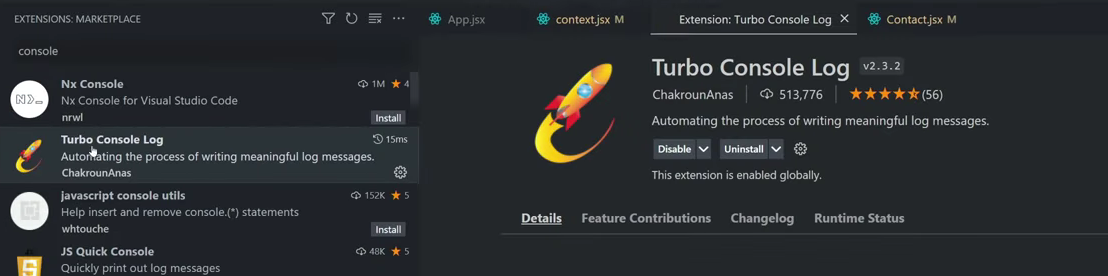 EXTENSIONS: MARKETPLACE
console
Nx Console 1M 4
Nx Console for Visual Studio Code
nrwl Install
Turbo Console Log 15ms
Automating the process of writing meaningful log messages.
ChakrounAnas
javascript console utils 152K 5
Help insert and remove console.(*) statements
whtouche Install
JS Quick Console 48K 5
Quickly print out log messages
App.jsx context.jsx M Extension: Turbo Console Log Contact.jsx M
Turbo Console Log v2.3.2
ChakrounAnas 513,776 (56)
Automating the process of writing meaningful log messages.
Disable Uninstall
This extension is enabled globally.
Details Feature Contributions Changelog Runtime Status